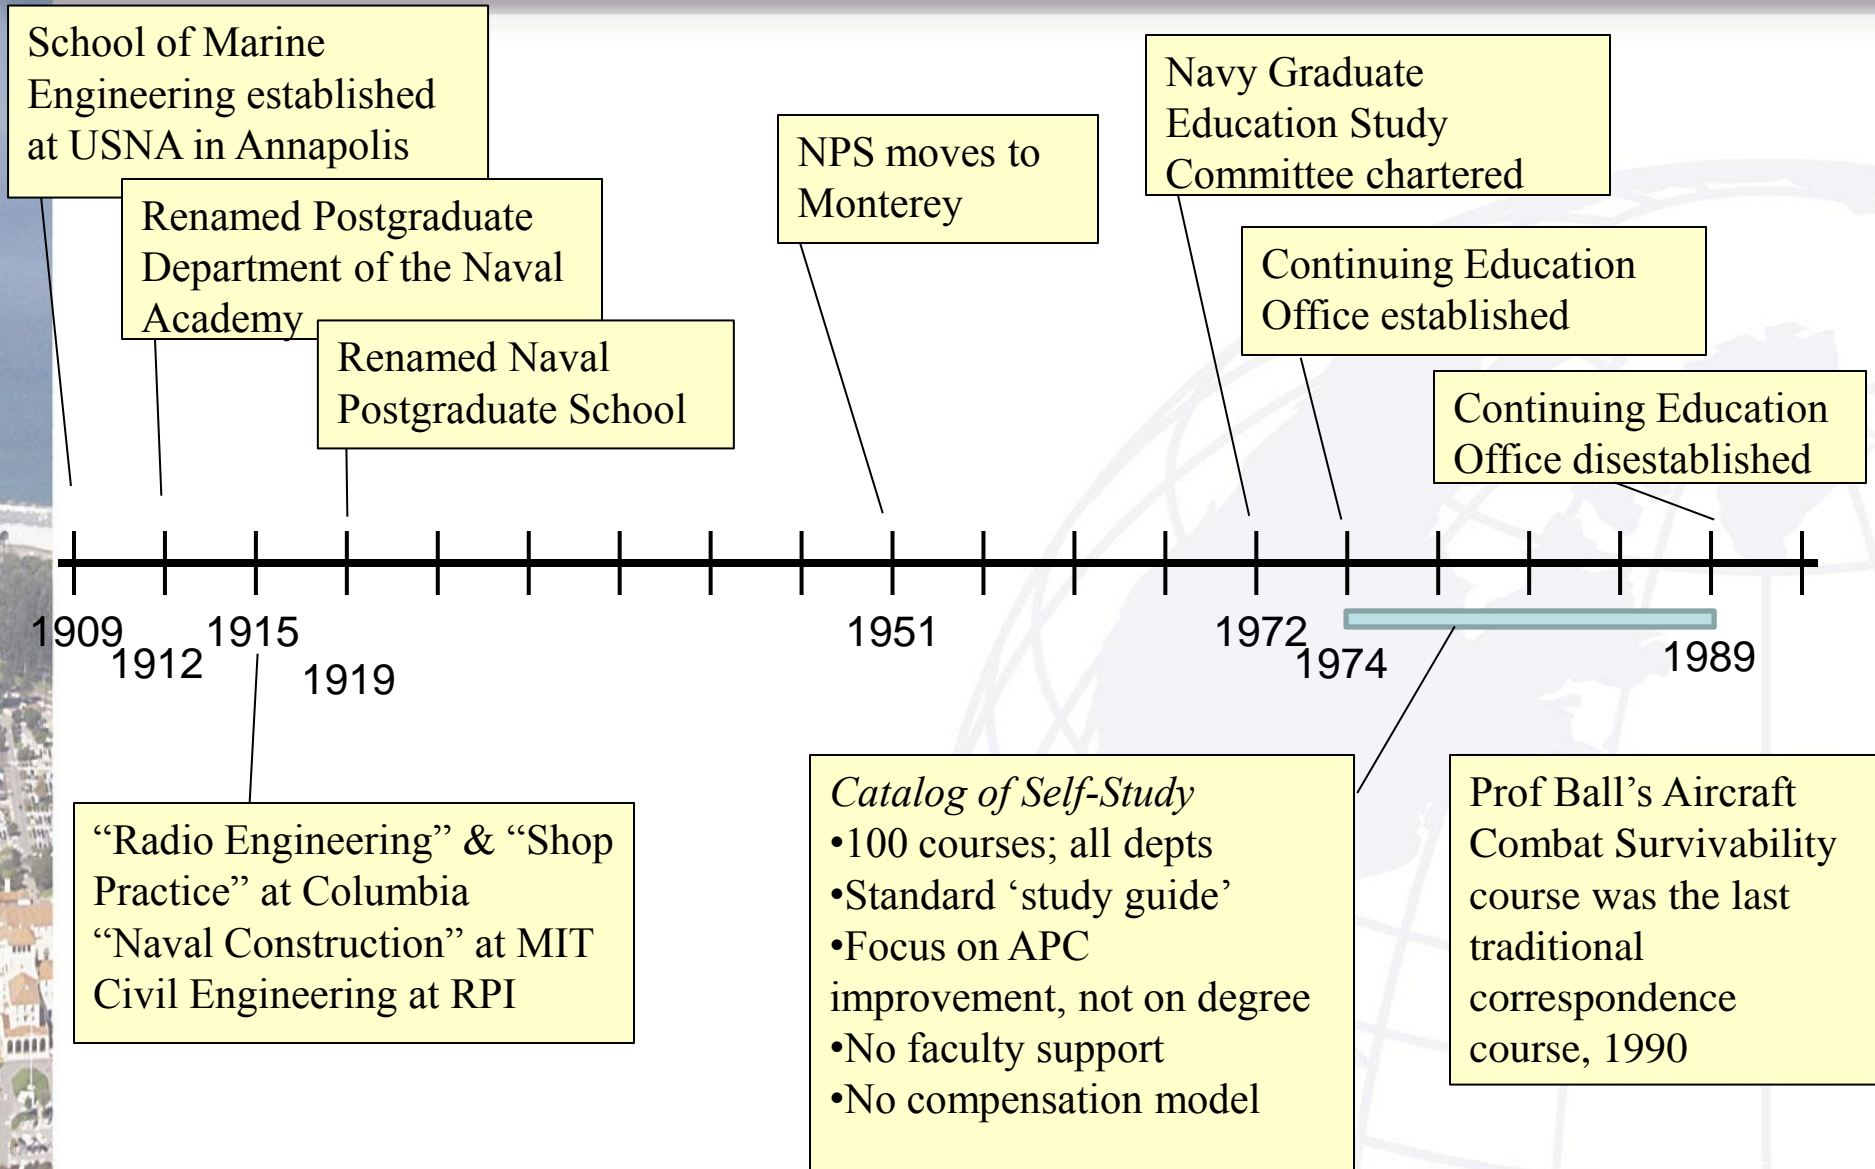 School of Marine
Engineering established
at USNA in Annapolis
Renamed Postgraduate
Department of the Naval
Academy
Renamed Naval
Postgraduate School
NPS moves to
Monterey
Navy Graduate
Education Study
Committee chartered
Continuing Education
Office established
Continuing Education
Office disestablished
1909
1912
1915
1919
1951
1972
1974
1989
“Radio Engineering” & “Shop
Practice” at Columbia
“Naval Construction” at MIT
Civil Engineering at RPI
Catalog of Self-Study
•100 courses; all depts
•Standard ‘study guide’
•Focus on APC
improvement, not on degree
•No faculty support
•No compensation model
Prof Ball’s Aircraft
Combat Survivability
course was the last
traditional
correspondence
course, 1990